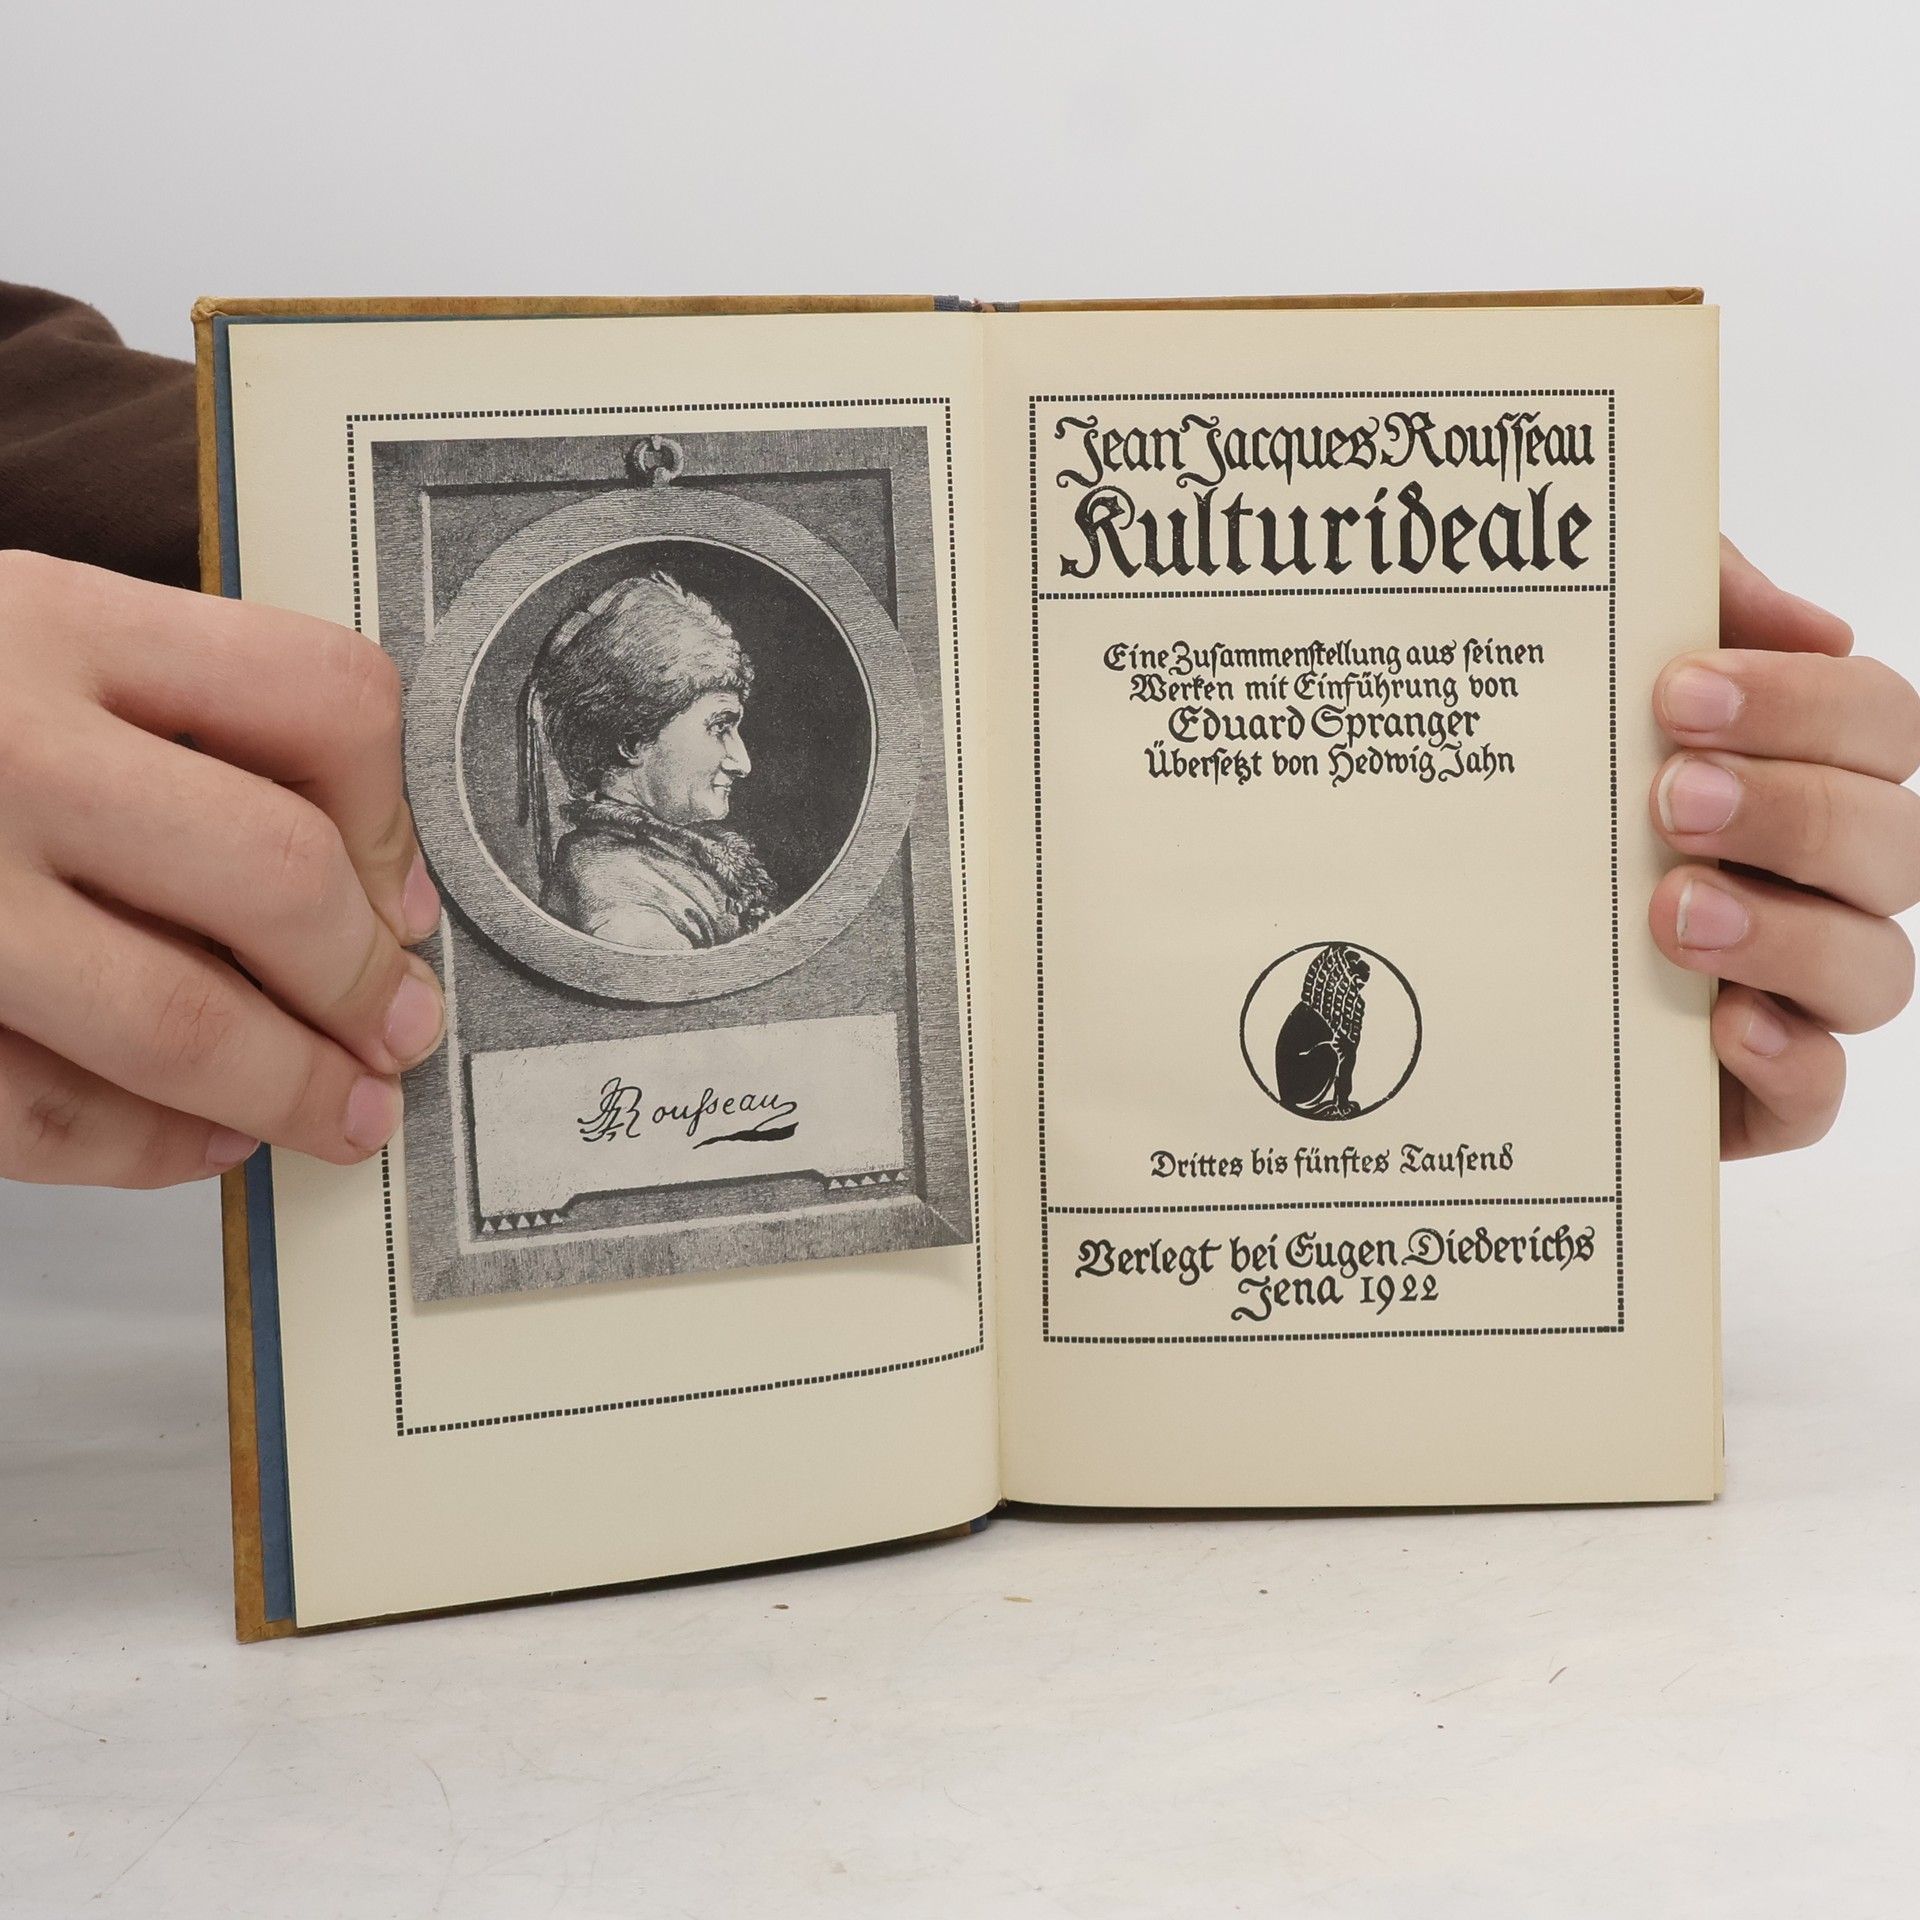 JJRousseau
Jean Jacques Rousseau
Kulturideale
Eine Zusammenstellung aus seinen
Werken mit Einführung von
Eduard Spranger
Übersetzt von Hedwig Jahn
Drittes bis fünftes Tausend
Verlegt bei Eugen Diederichs
Jena 1922